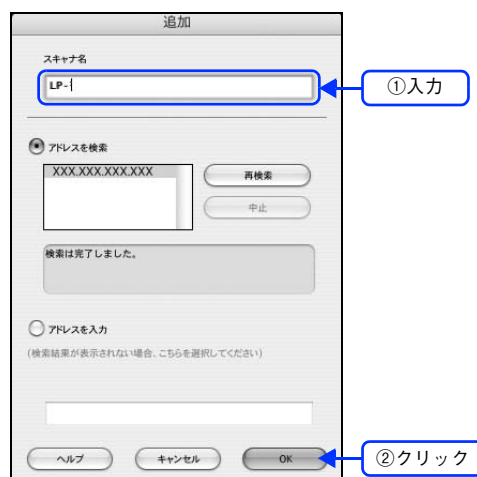 追加
スキャナ名
LP-
①入力
アドレスを検索
XXX.XXX.XXX.XXX
再検索
中止
検索は完了しました。
アドレスを入力
(検索結果が表示されない場合、こちらを選択してください)
ヘルプ
キャンセル
OK
②クリック